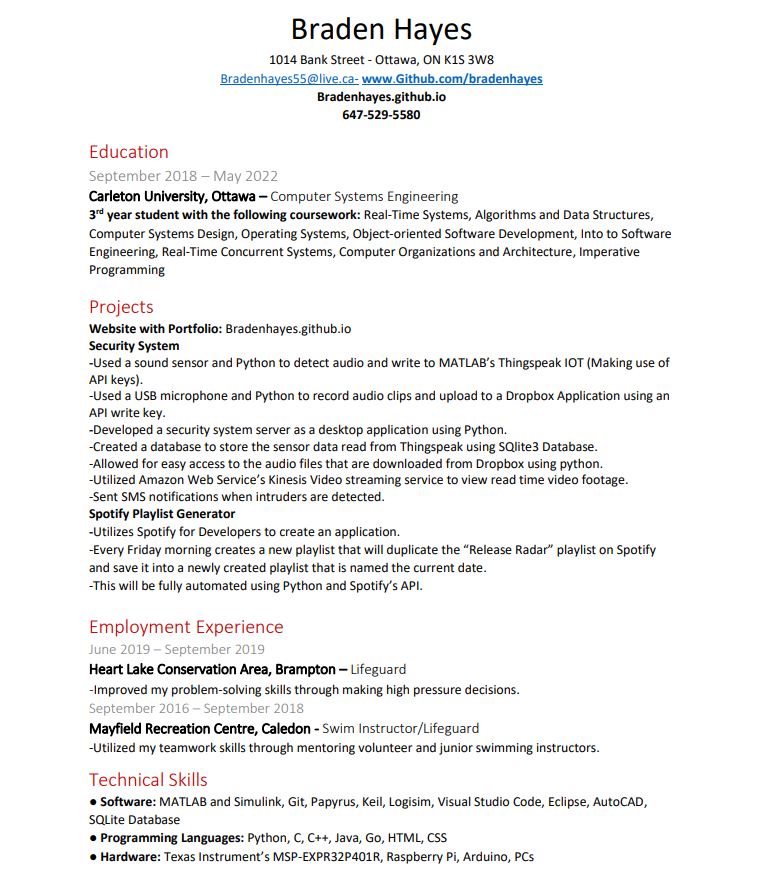 Braden Hayes
1014 Bank Street - Ottawa, ON K1S 3W8
Bradenhayes55@live.ca- www.Github.com/bradenhayes
Bradenhayes.github.io
647-529-5580
Education
September 2018 – May 2022
Carleton University, Ottawa – Computer Systems Engineering
3rd year student with the following coursework: Real-Time Systems, Algorithms and Data Structures,
Computer Systems Design, Operating Systems, Object-oriented Software Development, Into to Software
Engineering, Real-Time Concurrent Systems, Computer Organizations and Architecture, Imperative
Programming
Projects
Website with Portfolio: Bradenhayes.github.io
Security System
-Used a sound sensor and Python to detect audio and write to MATLAB’s Thingspeak IOT (Making use of
API keys).
-Used a USB microphone and Python to record audio clips and upload to a Dropbox Application using an
API write key.
-Developed a security system server as a desktop application using Python.
-Created a database to store the sensor data read from Thingspeak using SQlite3 Database.
-Allowed for easy access to the audio files that are downloaded from Dropbox using python.
-Utilized Amazon Web Service’s Kinesis Video streaming service to view read time video footage.
-Sent SMS notifications when intruders are detected.
Spotify Playlist Generator
-Utilizes Spotify for Developers to create an application.
-Every Friday morning creates a new playlist that will duplicate the “Release Radar” playlist on Spotify
and save it into a newly created playlist that is named the current date.
-This will be fully automated using Python and Spotify’s API.
Employment Experience
June 2019 – September 2019
Heart Lake Conservation Area, Brampton – Lifeguard
-Improved my problem-solving skills through making high pressure decisions.
September 2016 – September 2018
Mayfield Recreation Centre, Caledon - Swim Instructor/Lifeguard
-Utilized my teamwork skills through mentoring volunteer and junior swimming instructors.
Technical Skills
● Software: MATLAB and Simulink, Git, Papyrus, Keil, Logisim, Visual Studio Code, Eclipse, AutoCAD,
SQLite Database
● Programming Languages: Python, C, C++, Java, Go, HTML, CSS
● Hardware: Texas Instrument’s MSP-EXPR32P401R, Raspberry Pi, Arduino, PCs